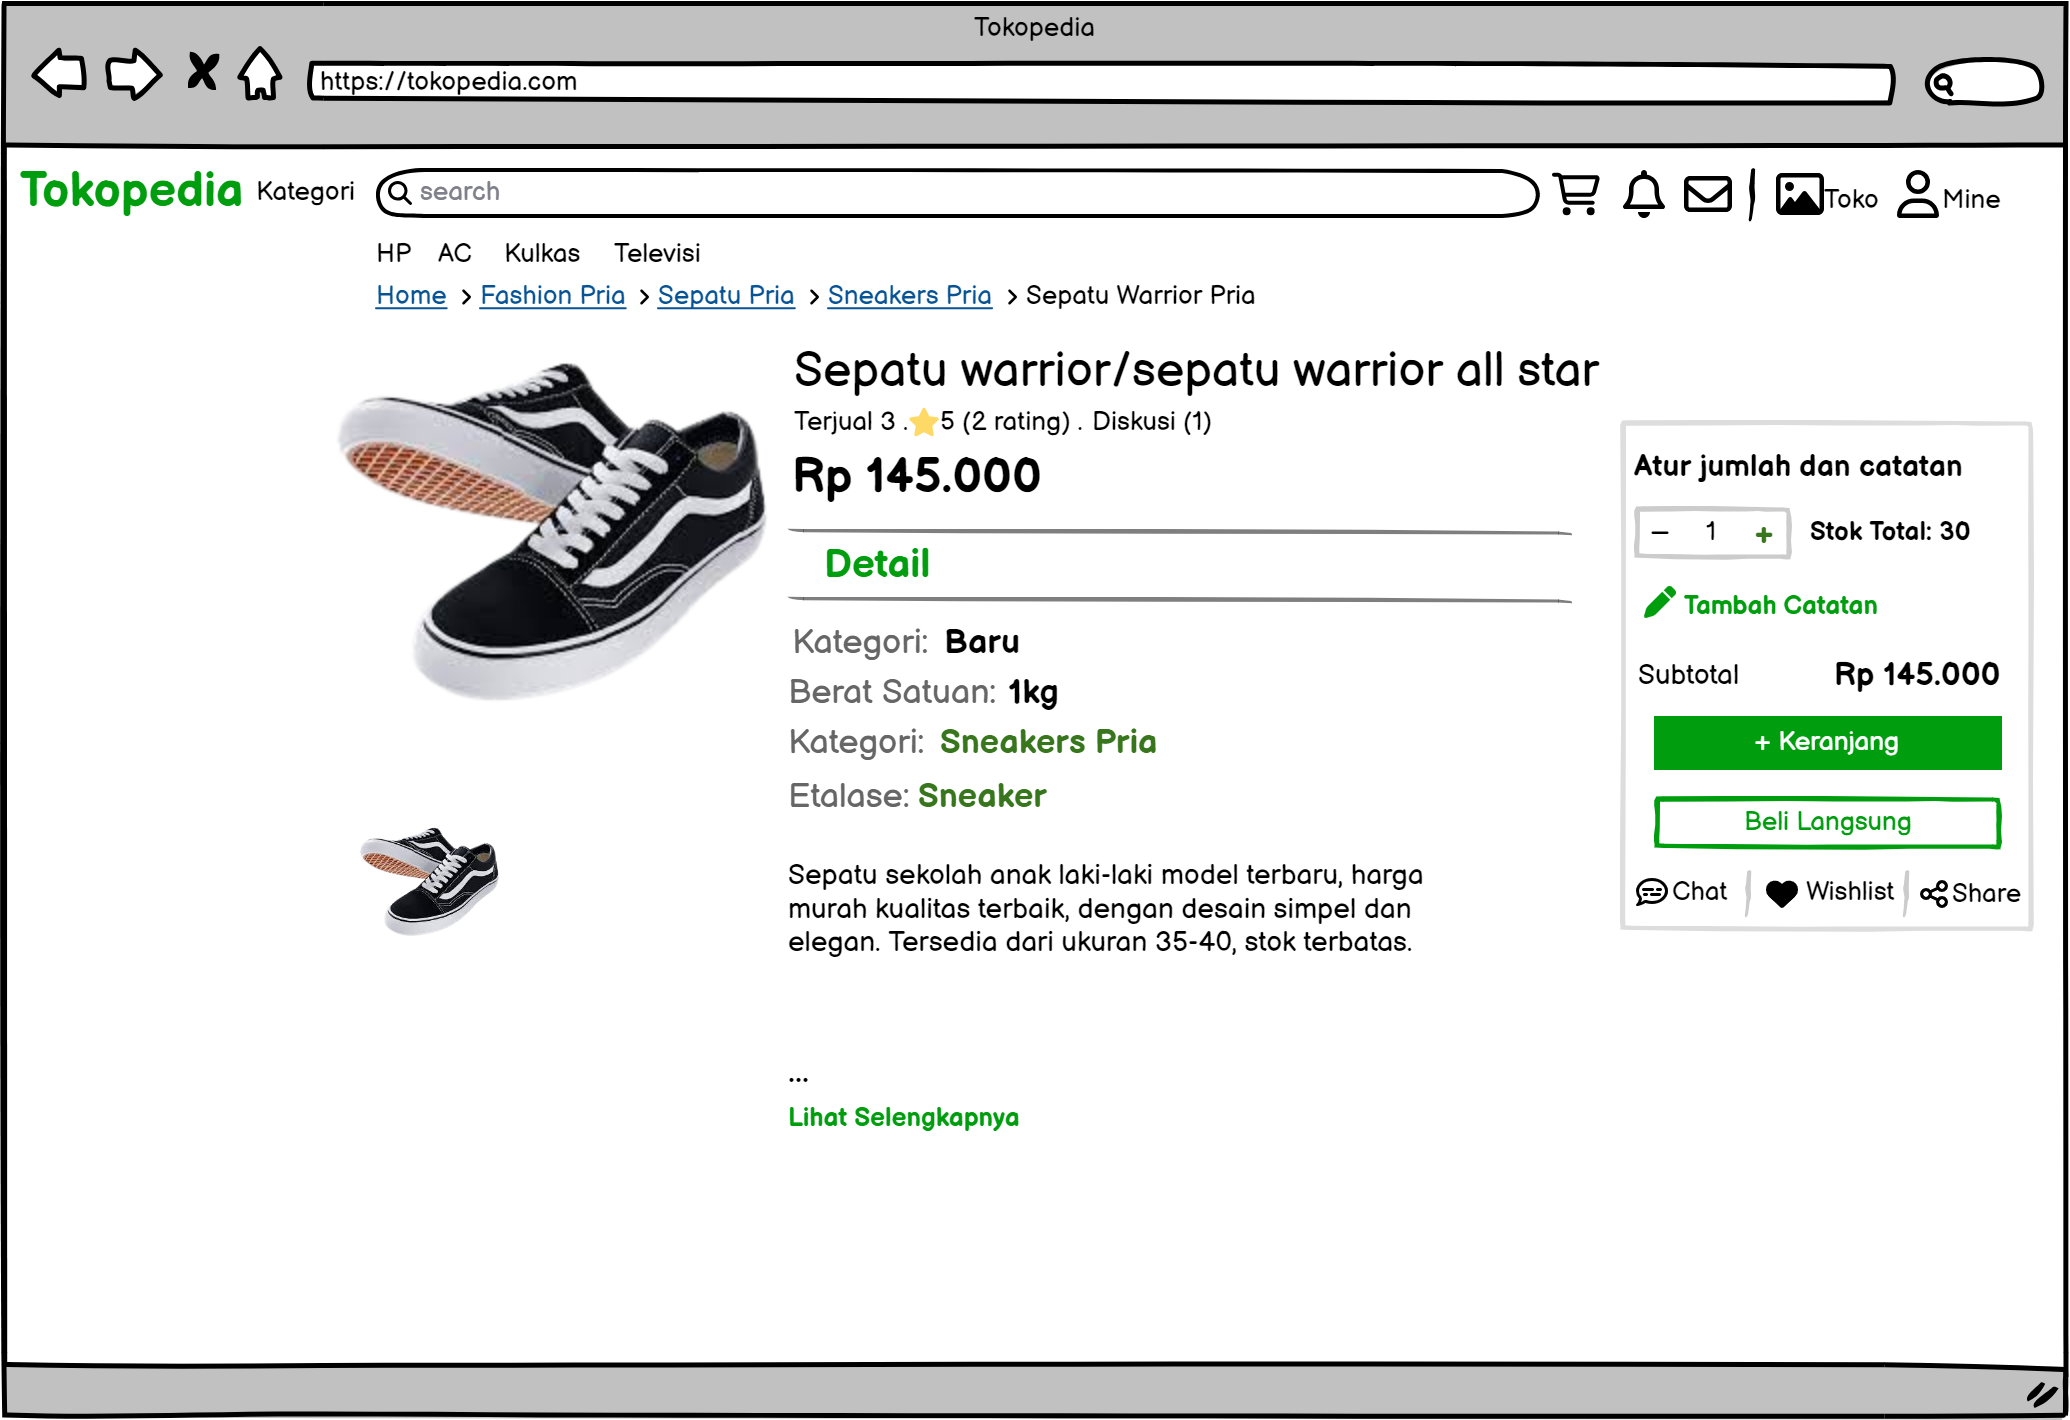 Tokopedia
https://tokopedia.com
Tokopedia Kategori search Toko Mine
HP AC Kulkas Televisi
Home > Fashion Pria > Sepatu Pria > Sneakers Pria > Sepatu Warrior Pria
Sepatu warrior/sepatu warrior all star
Terjual 3 . 5 (2 rating) . Diskusi (1)
Rp 145.000
Detail
Kategori: Baru
Berat Satuan: 1kg
Kategori: Sneakers Pria
Etalase: Sneaker
Sepatu sekolah anak laki-laki model terbaru, harga
murah kualitas terbaik, dengan desain simpel dan
elegan. Tersedia dari ukuran 35-40, stok terbatas.
...
Lihat Selengkapnya
Atur jumlah dan catatan
− 1 + Stok Total: 30
Tambah Catatan
Subtotal Rp 145.000
+ Keranjang
Beli Langsung
Chat Wishlist Share